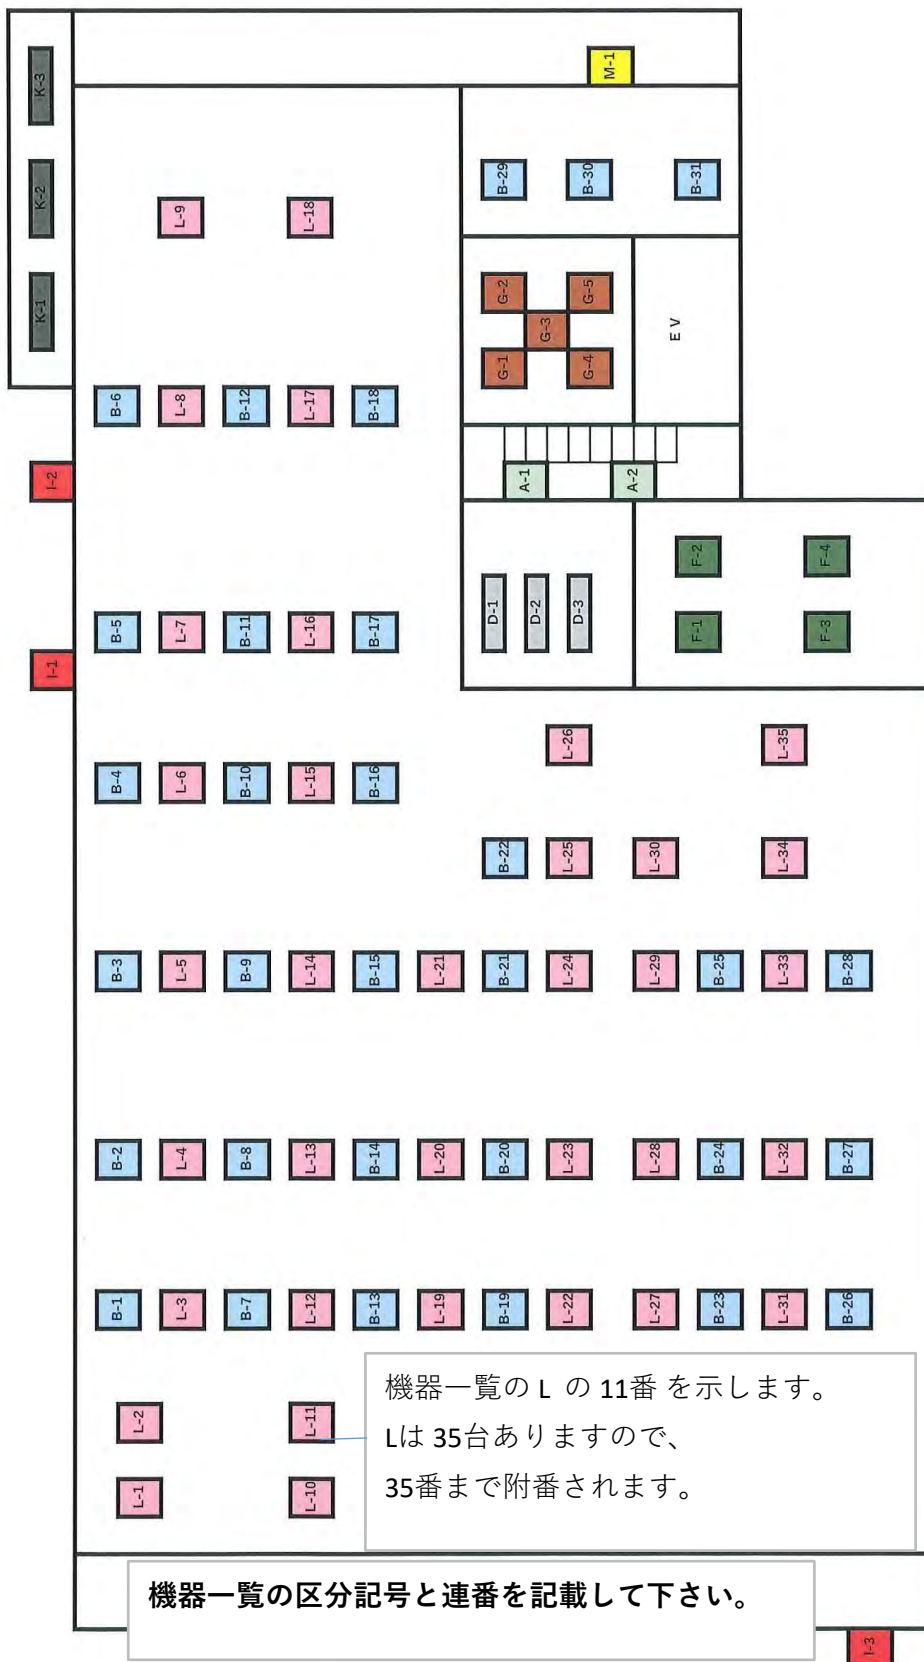 K-3
M-1
K-2
B-29
B-30
B-31
L-9
L-18
K-1
G-2
G-5
G-3
E V
G-1
G-4
B-6
L-8
B-12
L-17
B-18
I-2
A-1
A-2
F-2
F-4
D-1
D-2
D-3
B-5
L-7
B-11
L-16
B-17
F-1
F-3
I-1
L-26
L-35
B-4
L-6
B-10
L-15
B-16
B-22
L-25
L-30
L-34
B-3
L-5
B-9
L-14
B-15
L-21
B-21
L-24
L-29
B-25
L-33
B-28
B-2
L-4
B-8
L-13
B-14
L-20
B-20
L-23
L-28
B-24
L-32
B-27
B-1
L-3
B-7
L-12
B-13
L-19
B-19
L-22
L-27
B-23
L-31
B-26
L-2
L-11
L-1
L-10
機器一覧の L の 11番 を示します。
Lは 35台ありますので、
35番まで附番されます。
機器一覧の区分記号と連番を記載して下さい。
I-3